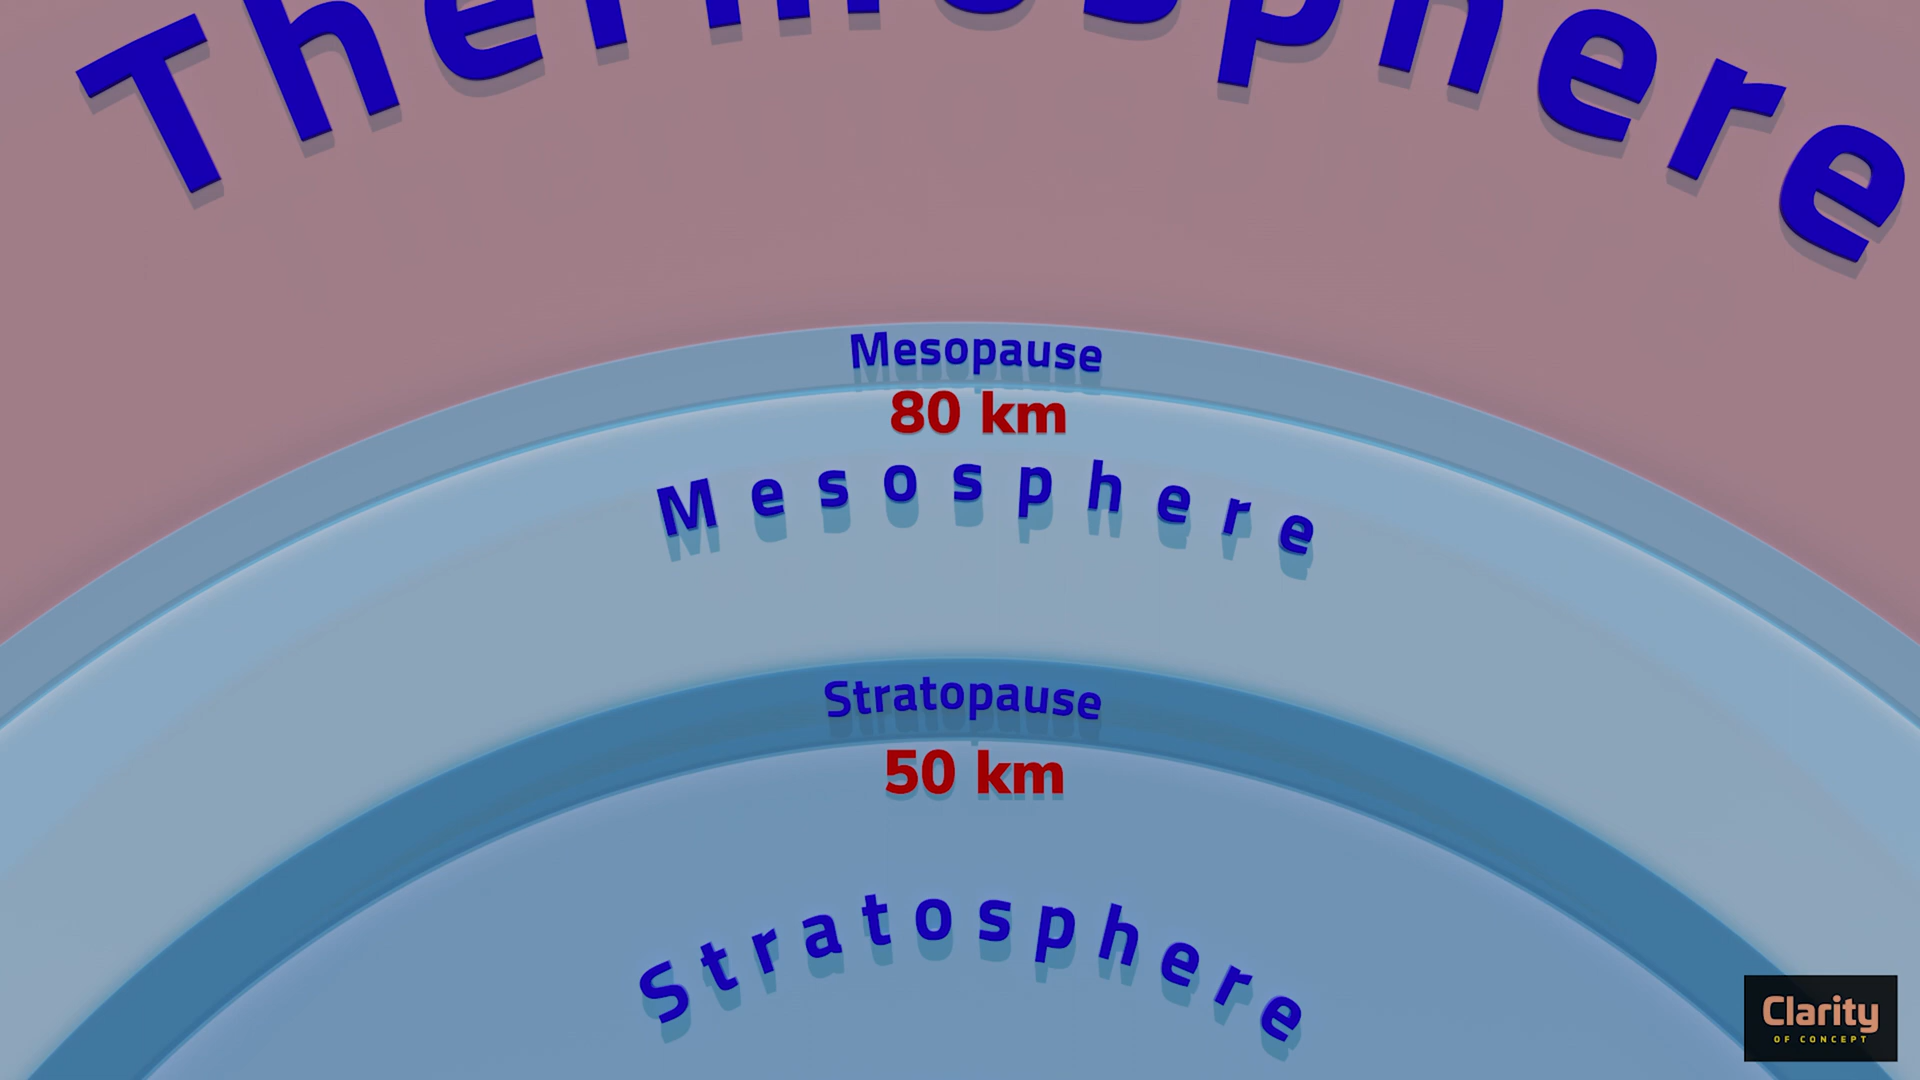 Thermosphere
Mesopause
80 km
Mesosphere
Stratopause
50 km
Stratosphere
Clarity
OF CONCEPT